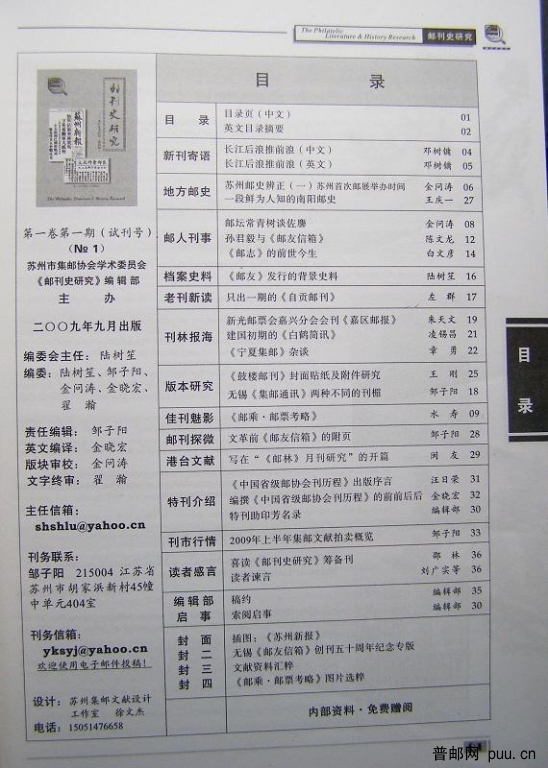 The Philatelic
Literature & History Research
邮刊史研究
邮刊史研究
蘇州新報
第一卷第一期（试刊号）
(№ 1)
苏州市集邮协会学术委员会
《邮刊史研究》编辑部
主 办
二〇〇九年九月出版
编委会主任：陆树笙
编委：陆树笙、邹子阳、
金问涛、金晓宏、
翟 瀚
责任编辑：邹子阳
英文编译：金晓宏
版块审校：金问涛
文字终审：翟 瀚
主任信箱：
shshlu@yahoo.cn
刊务联系：
邹子阳 215004 江苏省
苏州市胡家浜新村45幢
中单元404室
刊务信箱：
yksyj@yahoo.cn
欢迎使用电子邮件投稿！
设计：苏州集邮文献设计
工作室 徐文杰
电话：15051476658
目 录
目 录
目录页（中文） 01
英文目录摘要 02
新刊寄语
长江后浪推前浪（中文） 邓树镛 04
长江后浪推前浪（英文） 邓树镛 05
地方邮史
苏州邮史辨正（一）苏州首次邮展举办时间 金问涛 06
一段鲜为人知的南阳邮史 王庆一 27
邮人刊事
邮坛常青树谈佐麐 金问涛 08
孙君毅与《邮友信箱》 陈文龙 12
《邮志》的前世今生 白文彦 14
档案史料
《邮友》发行的背景史料 陆树笙 16
老刊新读
只出一期的《自贡邮刊》 左 群 17
刊林报海
新光邮票会嘉兴分会会刊《嘉区邮报》 朱天文 19
建国初期的《白鹤简讯》 凌锡昌 21
《宁夏集邮》杂谈 章 勇 22
版本研究
《鼓楼邮刊》封面贴纸及附件研究 王 刚 25
无锡《集邮通讯》两种不同的刊楣 邹子阳 18
佳刊魅影
《邮乘·邮票考略》 水 寿 09
邮刊探微
文革前《邮友信箱》的附页 邹子阳 28
港台文献
写在“《邮林》月刊研究”的开篇 闵 友 29
特刊介绍
《中国省级邮协会刊历程》出版序言 汪日荣 31
编撰《中国省级邮协会刊历程》的前前后后 金晓宏 32
特刊助印芳名录 编辑部 30
刊市行情
2009年上半年集邮文献拍卖概览 邹子阳 33
读者感言
喜读《邮刊史研究》筹备刊 邵 林 36
读者谏言 刘广实等 36
编辑部
启 事
稿约 编辑部 35
索阅启事 编辑部 30
封 面 插图：《苏州新报》
封 二 无锡《邮友信箱》创刊五十周年纪念专版
封 三 文献资料汇粹
封 四 《邮乘·邮票考略》图片选粹
内部资料·免费赠阅
目
录
普邮网 puu.cn